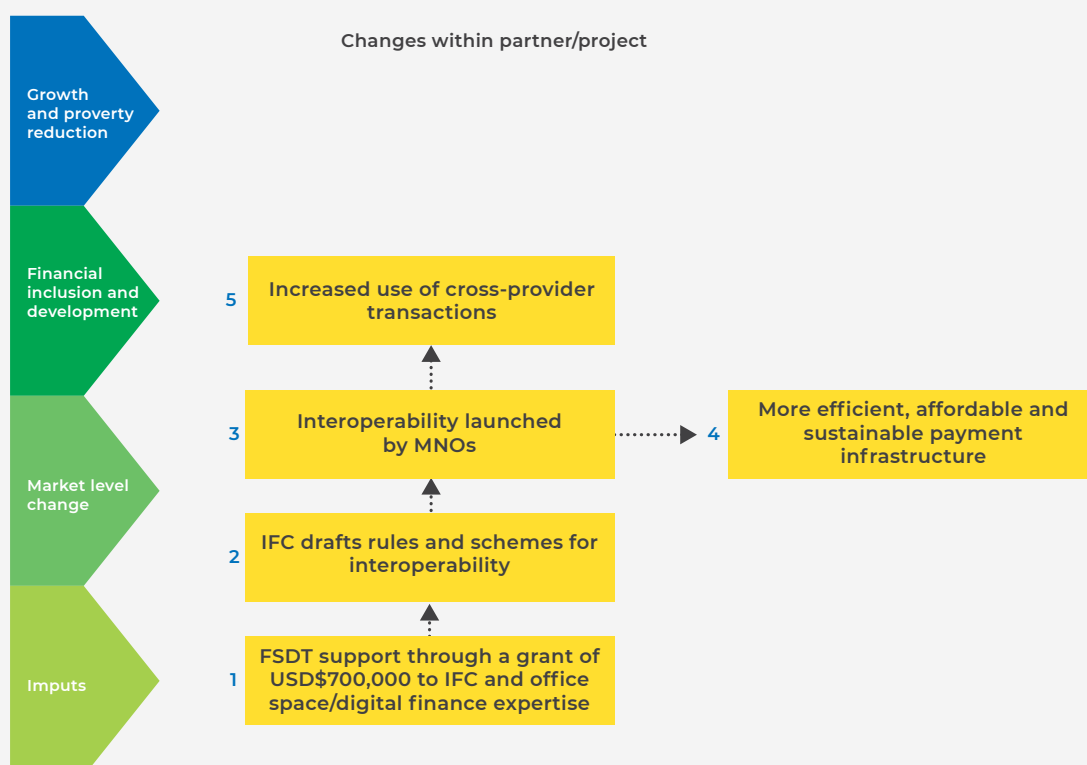 Changes within partner/project
Growth
and proverty
reduction
Financial
inclusion and
development
5
Increased use of cross-provider
transactions
3
Interoperability launched
by MNOs
4
More efficient, affordable and
sustainable payment
infrastructure
Market level
change
2
IFC drafts rules and schemes for
interoperability
Imputs
1
FSDT support through a grant of
USD$700,000 to IFC and office
space/digital finance expertise